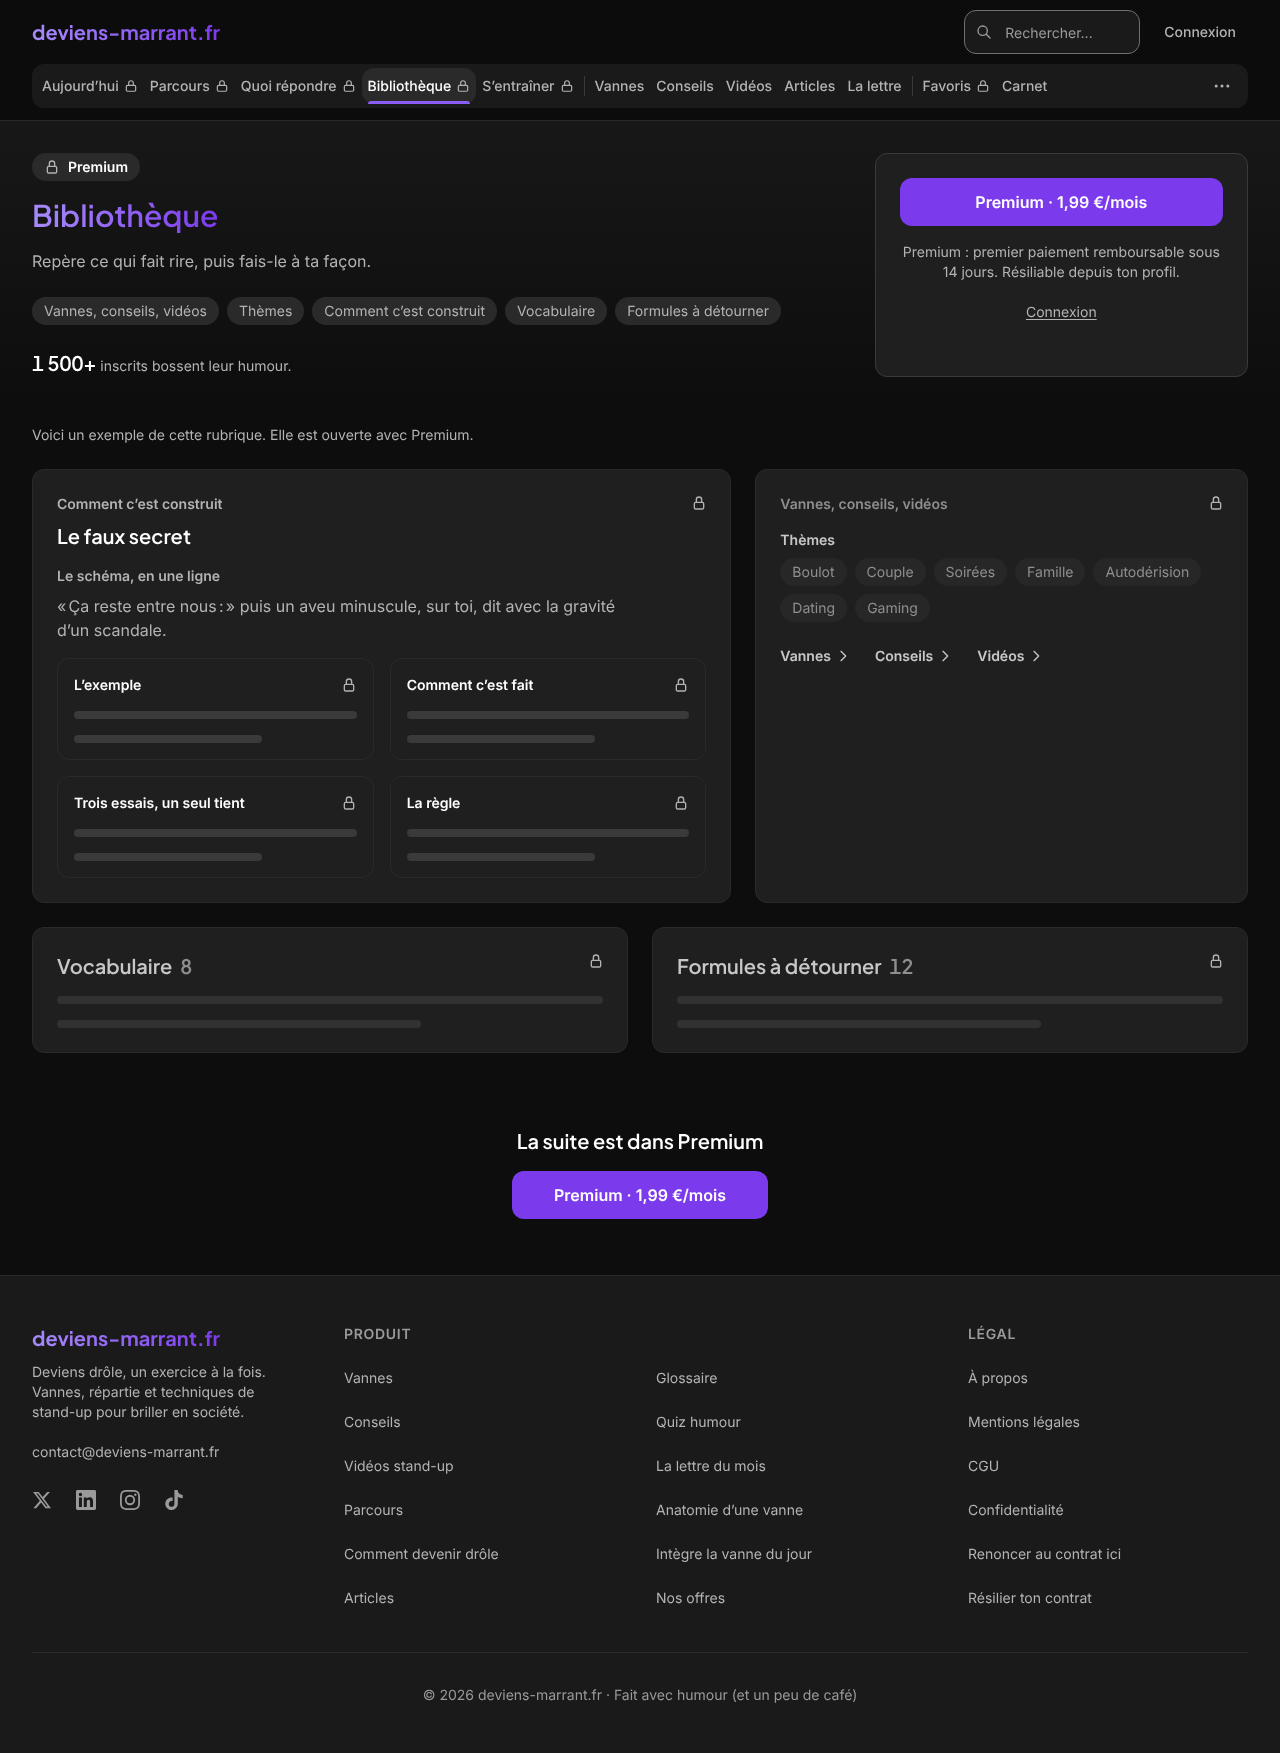 deviens-marrant.fr
Rechercher...
Connexion
Aujourd’hui
Parcours
Quoi répondre
Bibliothèque
S’entraîner
Vannes
Conseils
Vidéos
Articles
La lettre
Favoris
Carnet
Premium
Bibliothèque
Repère ce qui fait rire, puis fais-le à ta façon.
Vannes, conseils, vidéos
Thèmes
Comment c’est construit
Vocabulaire
Formules à détourner
1 500+ inscrits bossent leur humour.
Premium · 1,99 €/mois
Premium : premier paiement remboursable sous
14 jours. Résiliable depuis ton profil.
Connexion
Voici un exemple de cette rubrique. Elle est ouverte avec Premium.
Comment c’est construit
Le faux secret
Le schéma, en une ligne
« Ça reste entre nous : » puis un aveu minuscule, sur toi, dit avec la gravité
d’un scandale.
L’exemple
Comment c’est fait
Trois essais, un seul tient
La règle
Vannes, conseils, vidéos
Thèmes
Boulot
Couple
Soirées
Famille
Autodérision
Dating
Gaming
Vannes
Conseils
Vidéos
Vocabulaire 8
Formules à détourner 12
La suite est dans Premium
Premium · 1,99 €/mois
deviens-marrant.fr
Deviens drôle, un exercice à la fois.
Vannes, répartie et techniques de
stand-up pour briller en société.
contact@deviens-marrant.fr
PRODUIT
Vannes
Conseils
Vidéos stand-up
Parcours
Comment devenir drôle
Articles
Glossaire
Quiz humour
La lettre du mois
Anatomie d’une vanne
Intègre la vanne du jour
Nos offres
LÉGAL
À propos
Mentions légales
CGU
Confidentialité
Renoncer au contrat ici
Résilier ton contrat
© 2026 deviens-marrant.fr · Fait avec humour (et un peu de café)